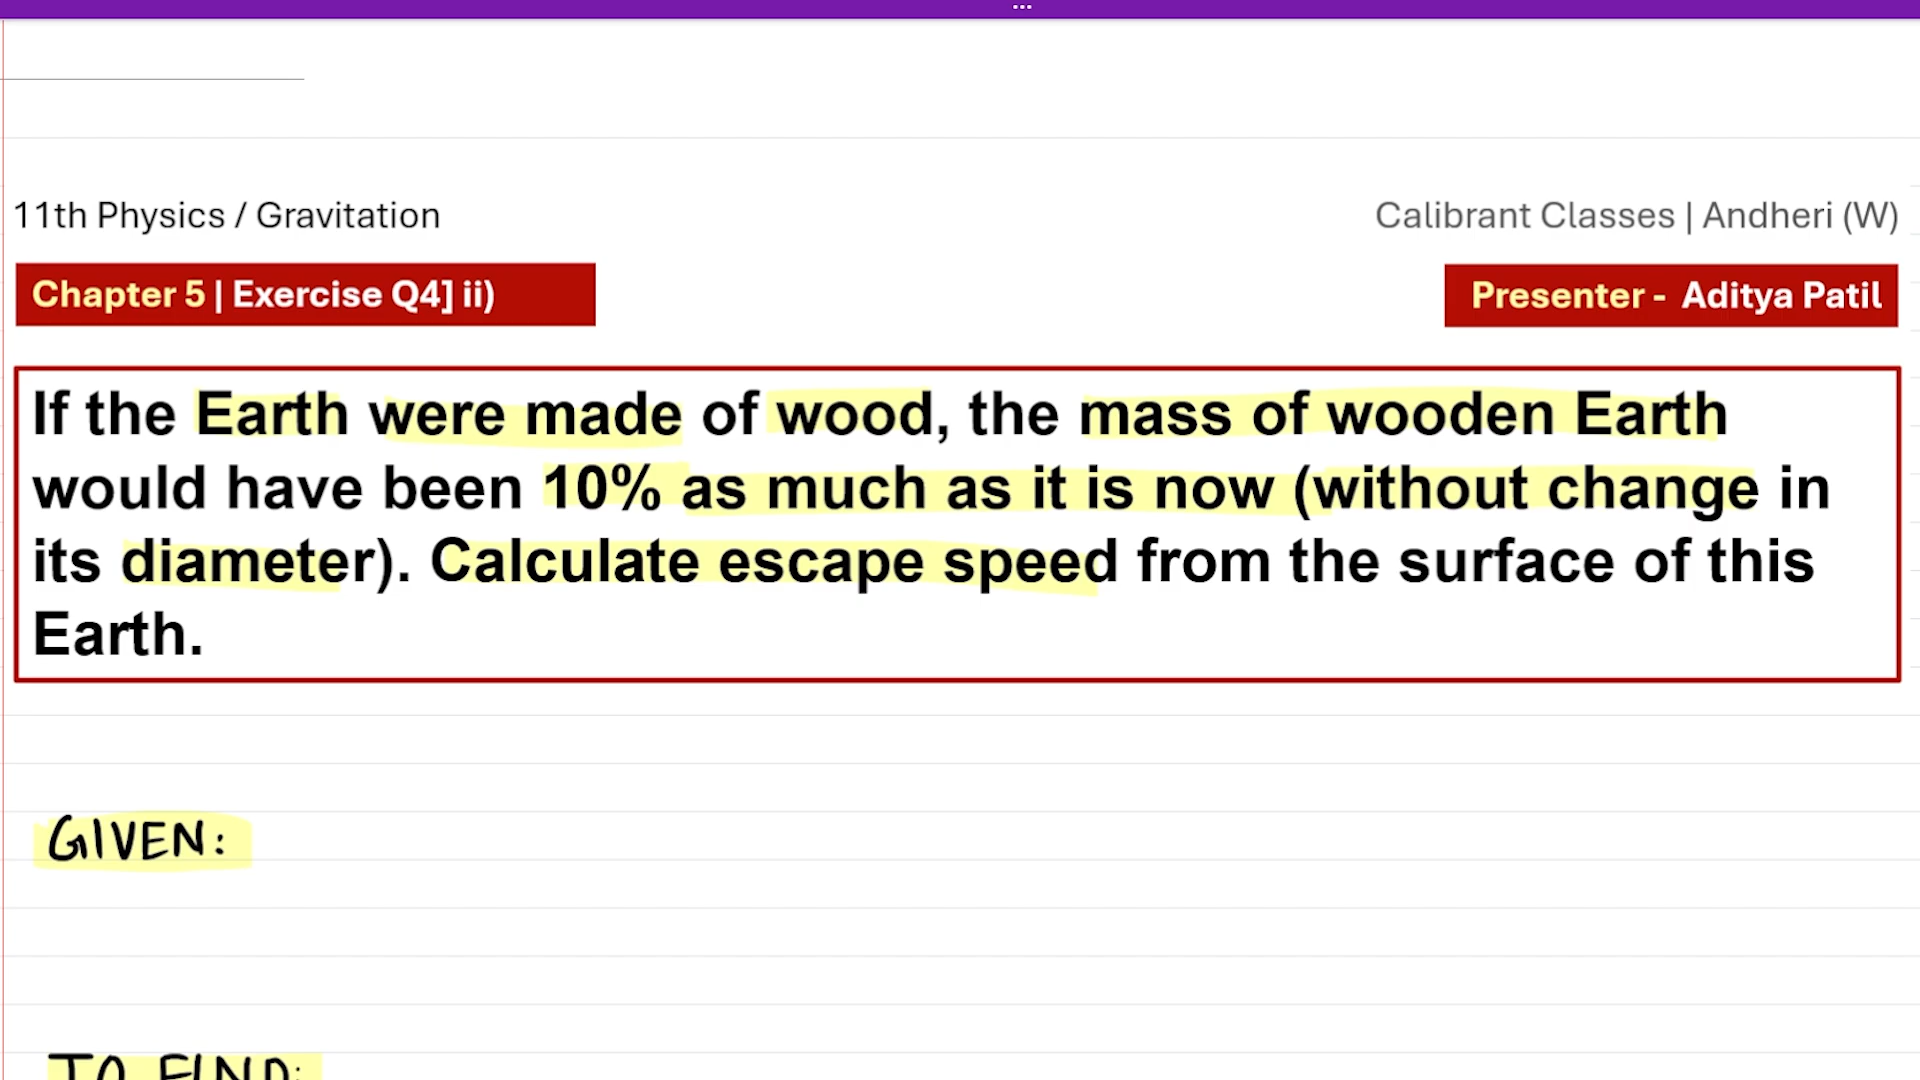 11th Physics / Gravitation
Calibrant Classes | Andheri (W)
Chapter 5 | Exercise Q4] ii)
Presenter - Aditya Patil
If the Earth were made of wood, the mass of wooden Earth
would have been 10% as much as it is now (without change in
its diameter). Calculate escape speed from the surface of this
Earth.
GIVEN:
TO FIND: